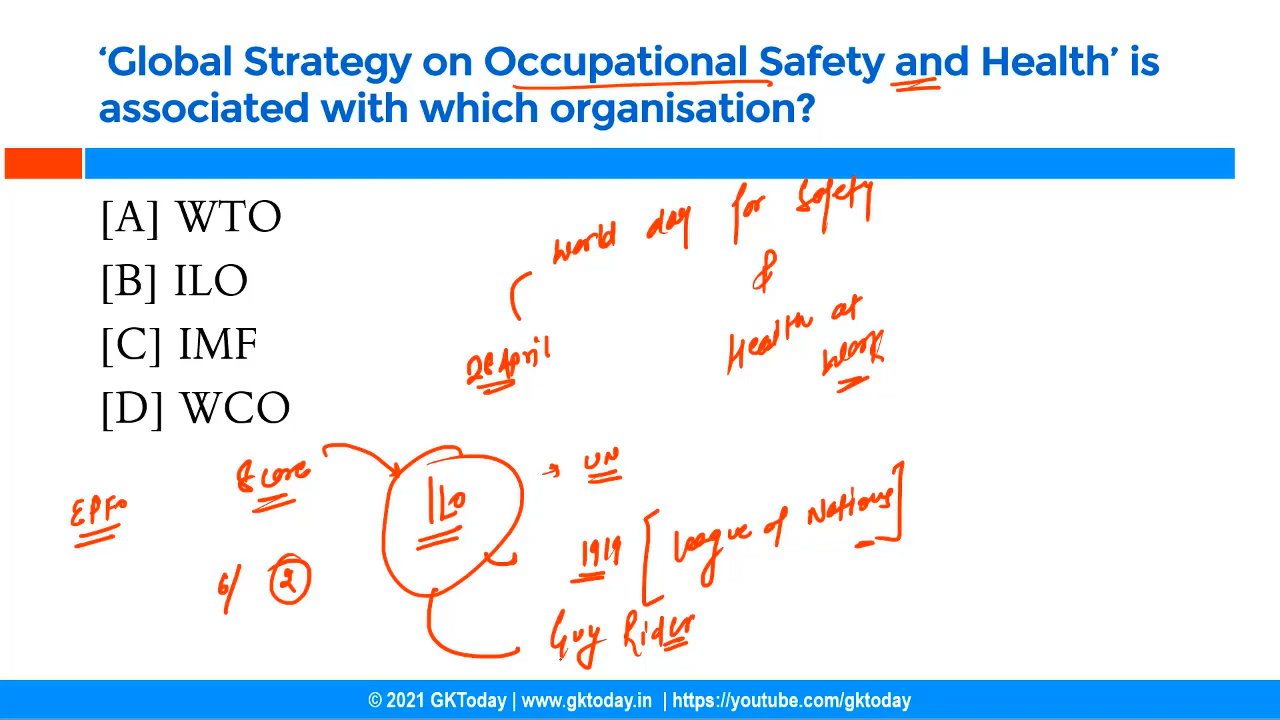 ‘Global Strategy on Occupational Safety and Health’ is
associated with which organisation?
[A] WTO
[B] ILO
[C] IMF
[D] WCO
World day for Safety
&
Health at
Work
28 April
8 core
ILO
→ UN
EPFO
1919 [League of Nations]
6/ 2
Guy Rider
© 2021 GKToday | www.gktoday.in | https://youtube.com/gktoday